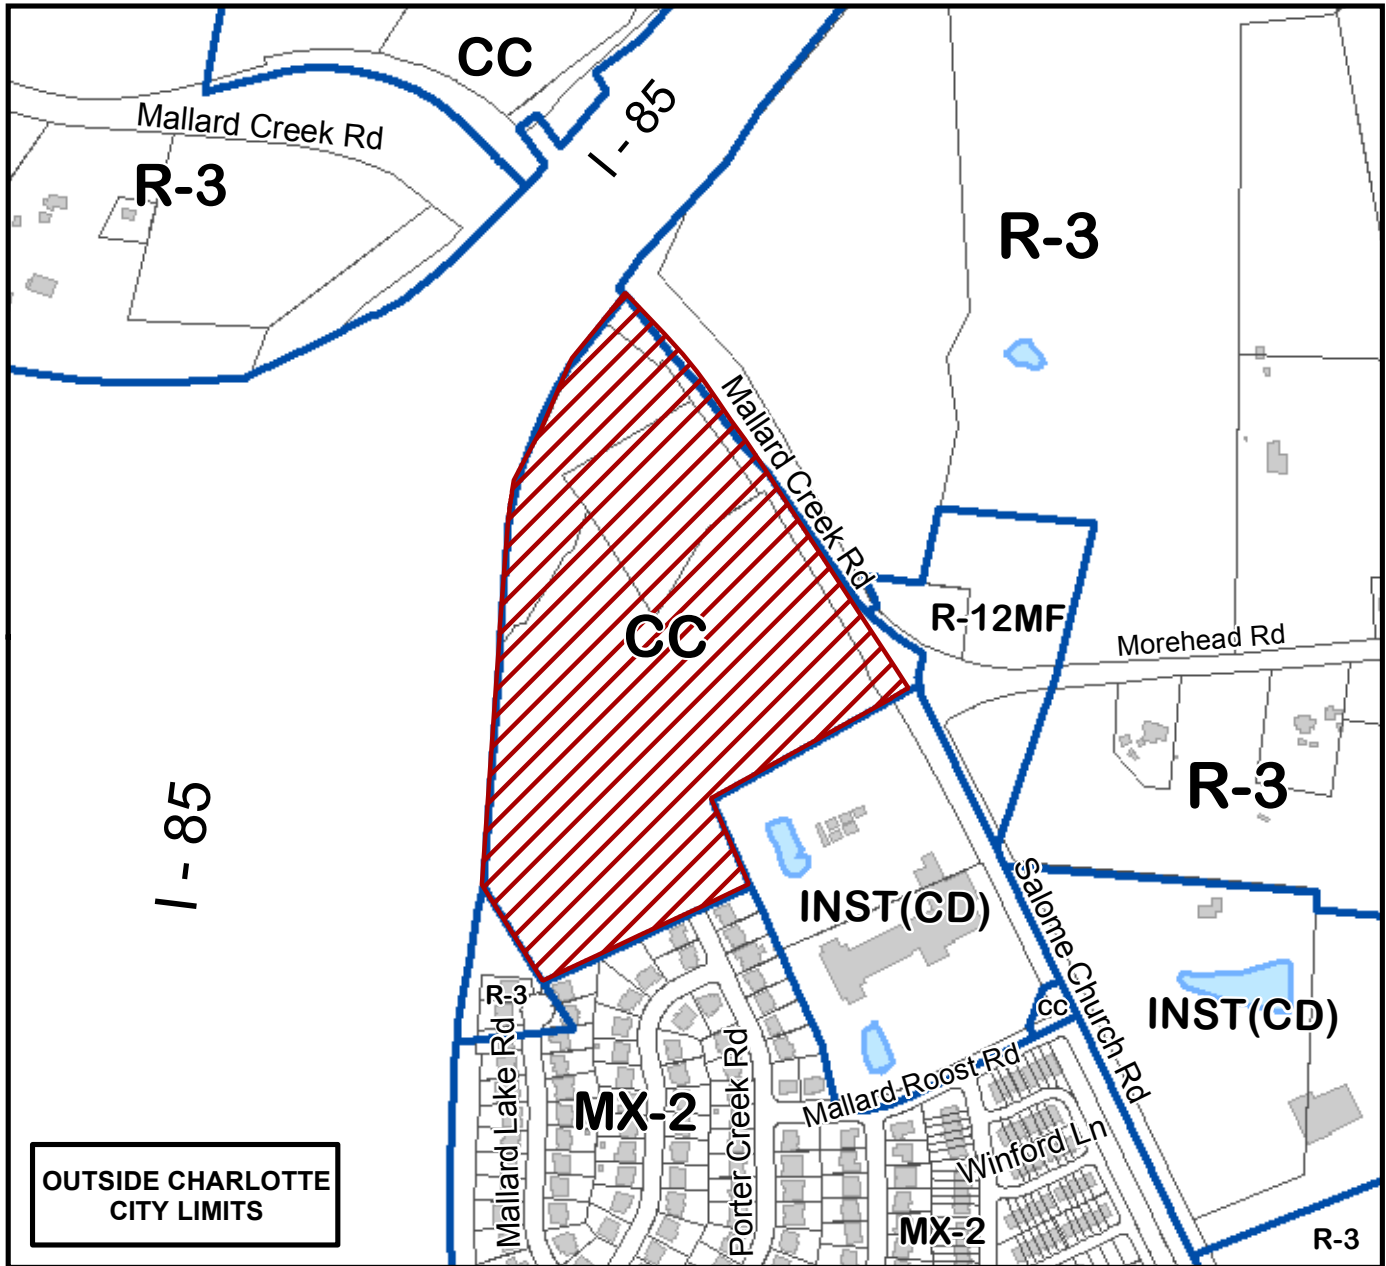 CC
I - 85
Mallard Creek Rd
R-3
R-3
Mallard Creek Rd
CC
R-12MF
Morehead Rd
R-3
I - 85
INST(CD)
Salome Church Rd
R-3
CC
INST(CD)
Mallard Lake Rd
MX-2
Porter Creek Rd
Mallard Roost Rd
Winford Ln
OUTSIDE CHARLOTTE
CITY LIMITS
MX-2
R-3